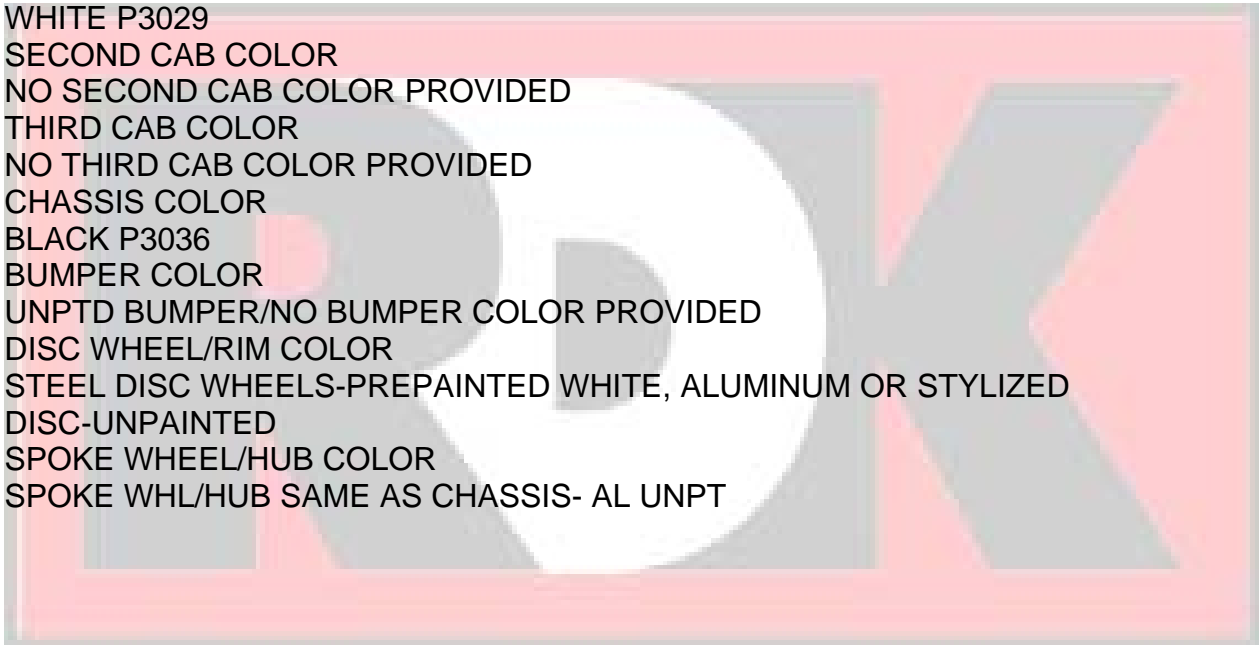 WHITE P3029
SECOND CAB COLOR
NO SECOND CAB COLOR PROVIDED
THIRD CAB COLOR
NO THIRD CAB COLOR PROVIDED
CHASSIS COLOR
BLACK P3036
BUMPER COLOR
UNPTD BUMPER/NO BUMPER COLOR PROVIDED
DISC WHEEL/RIM COLOR
STEEL DISC WHEELS-PREPAINTED WHITE, ALUMINUM OR STYLIZED
DISC-UNPAINTED
SPOKE WHEEL/HUB COLOR
SPOKE WHL/HUB SAME AS CHASSIS- AL UNPT
RDK